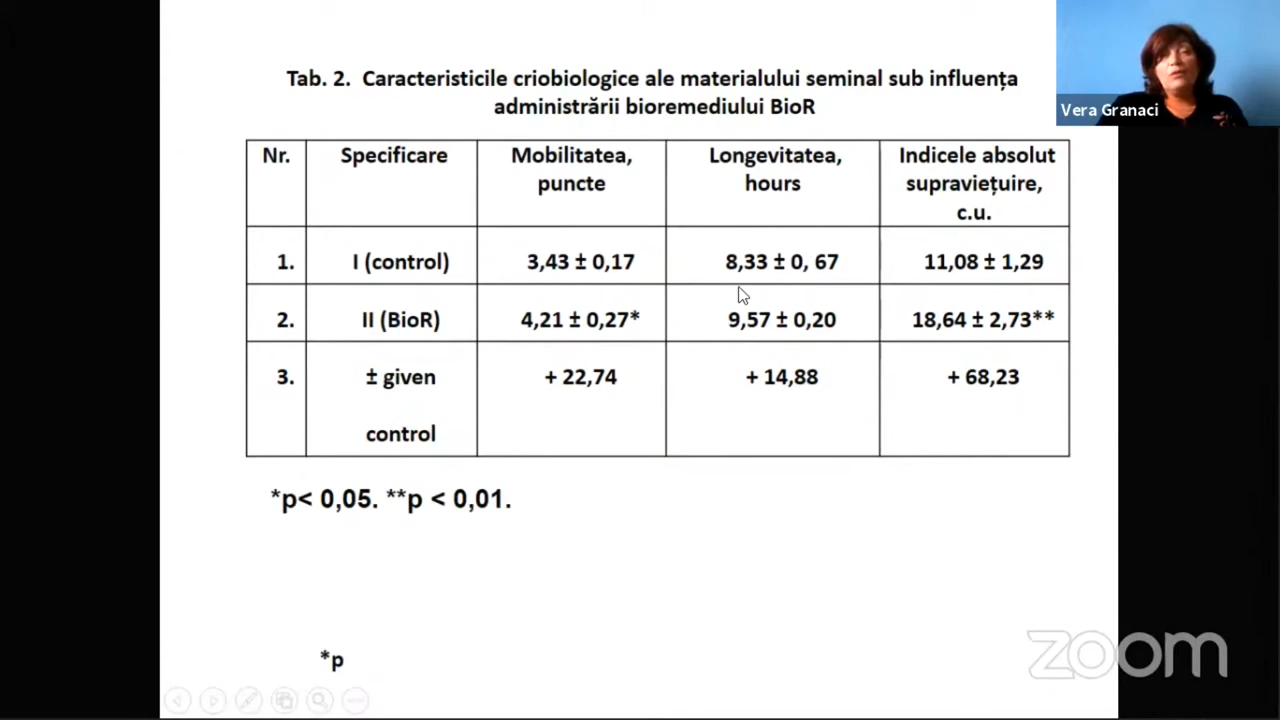 Tab. 2. Caracteristicile criobiologice ale materialului seminal sub influența
administrării bioremediului BioR
Vera Granaci
Nr. Specificare Mobilitatea, puncte Longevitatea, hours Indicele absolut supraviețuire, c.u.
1. I (control) 3,43 ± 0,17 8,33 ± 0, 67 11,08 ± 1,29
2. II (BioR) 4,21 ± 0,27* 9,57 ± 0,20 18,64 ± 2,73**
3. ± given control + 22,74 + 14,88 + 68,23
*p< 0,05. **p < 0,01.
*p
zoom